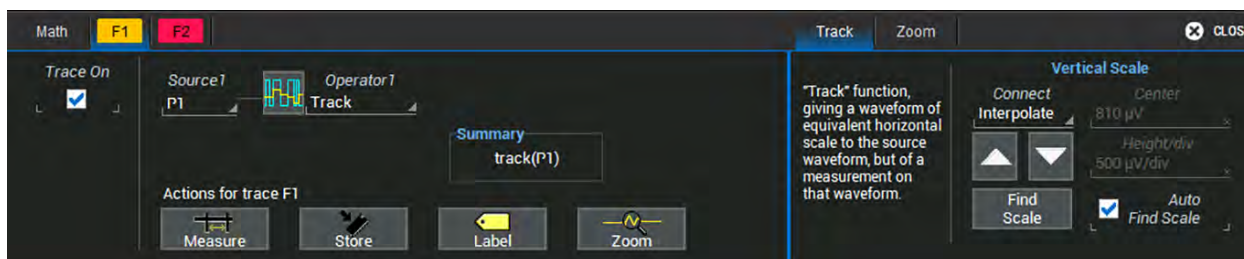 Math F1 F2
Trace On
Source1
P1
Operator1
Track
Summary
track(P1)
Actions for trace F1
Measure
Store
Label
Zoom
Track Zoom
CLOS
"Track" function,
giving a waveform of
equivalent horizontal
scale to the source
waveform, but of a
measurement on
that waveform.
Vertical Scale
Connect
Interpolate
Center
810 µV
Height/div
500 µV/div
Find
Scale
Auto
Find Scale